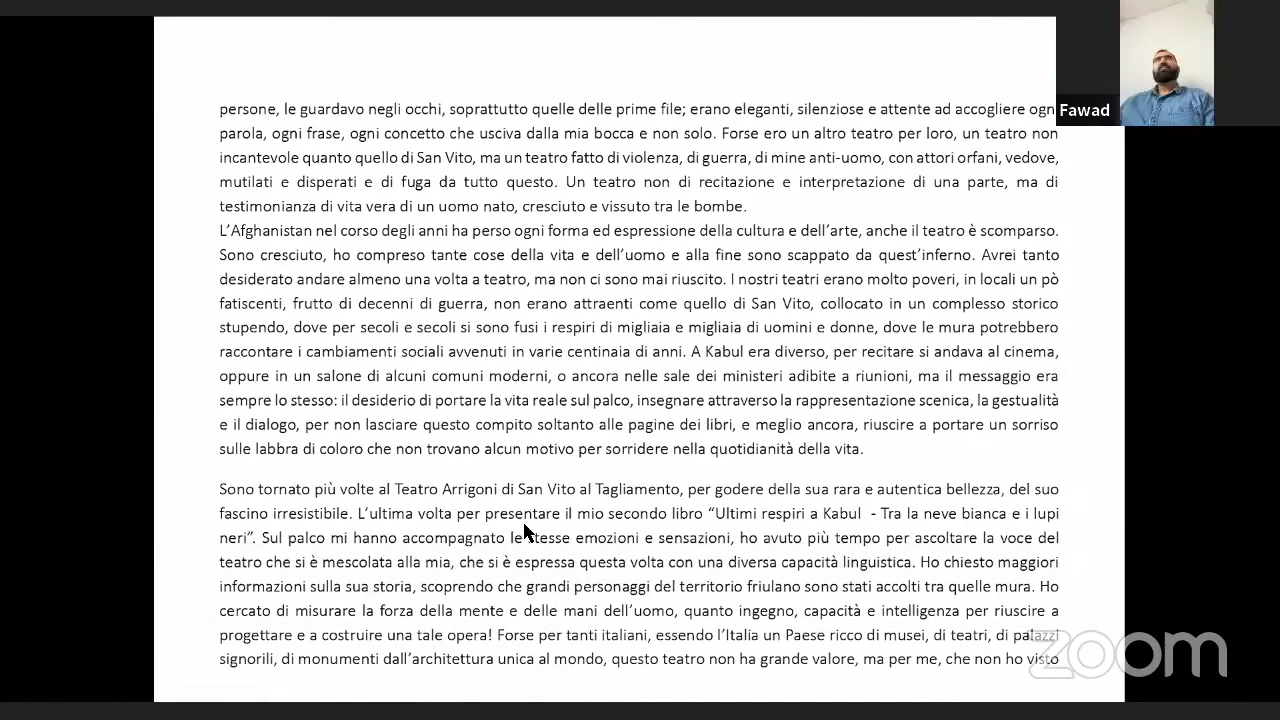 persone, le guardavo negli occhi, soprattutto quelle delle prime file; erano eleganti, silenziose e attente ad accogliere ogn
parola, ogni frase, ogni concetto che usciva dalla mia bocca e non solo. Forse ero un altro teatro per loro, un teatro non
incantevole quanto quello di San Vito, ma un teatro fatto di violenza, di guerra, di mine anti-uomo, con attori orfani, vedove,
mutilati e disperati e di fuga da tutto questo. Un teatro non di recitazione e interpretazione di una parte, ma di
testimonianza di vita vera di un uomo nato, cresciuto e vissuto tra le bombe.
L’Afghanistan nel corso degli anni ha perso ogni forma ed espressione della cultura e dell’arte, anche il teatro è scomparso.
Sono cresciuto, ho compreso tante cose della vita e dell’uomo e alla fine sono scappato da quest’inferno. Avrei tanto
desiderato andare almeno una volta a teatro, ma non ci sono mai riuscito. I nostri teatri erano molto poveri, in locali un pò
fatiscenti, frutto di decenni di guerra, non erano attraenti come quello di San Vito, collocato in un complesso storico
stupendo, dove per secoli e secoli si sono fusi i respiri di migliaia e migliaia di uomini e donne, dove le mura potrebbero
raccontare i cambiamenti sociali avvenuti in varie centinaia di anni. A Kabul era diverso, per recitare si andava al cinema,
oppure in un salone di alcuni comuni moderni, o ancora nelle sale dei ministeri adibite a riunioni, ma il messaggio era
sempre lo stesso: il desiderio di portare la vita reale sul palco, insegnare attraverso la rappresentazione scenica, la gestualità
e il dialogo, per non lasciare questo compito soltanto alle pagine dei libri, e meglio ancora, riuscire a portare un sorriso
sulle labbra di coloro che non trovano alcun motivo per sorridere nella quotidianità della vita.
Sono tornato più volte al Teatro Arrigoni di San Vito al Tagliamento, per godere della sua rara e autentica bellezza, del suo
fascino irresistibile. L’ultima volta per presentare il mio secondo libro “Ultimi respiri a Kabul - Tra la neve bianca e i lupi
neri”. Sul palco mi hanno accompagnato le stesse emozioni e sensazioni, ho avuto più tempo per ascoltare la voce del
teatro che si è mescolata alla mia, che si è espressa questa volta con una diversa capacità linguistica. Ho chiesto maggiori
informazioni sulla sua storia, scoprendo che grandi personaggi del territorio friulano sono stati accolti tra quelle mura. Ho
cercato di misurare la forza della mente e delle mani dell’uomo, quanto ingegno, capacità e intelligenza per riuscire a
progettare e a costruire una tale opera! Forse per tanti italiani, essendo l’Italia un Paese ricco di musei, di teatri, di palazzi
signorili, di monumenti dall’architettura unica al mondo, questo teatro non ha grande valore, ma per me, che non ho visto
Fawad
zoom